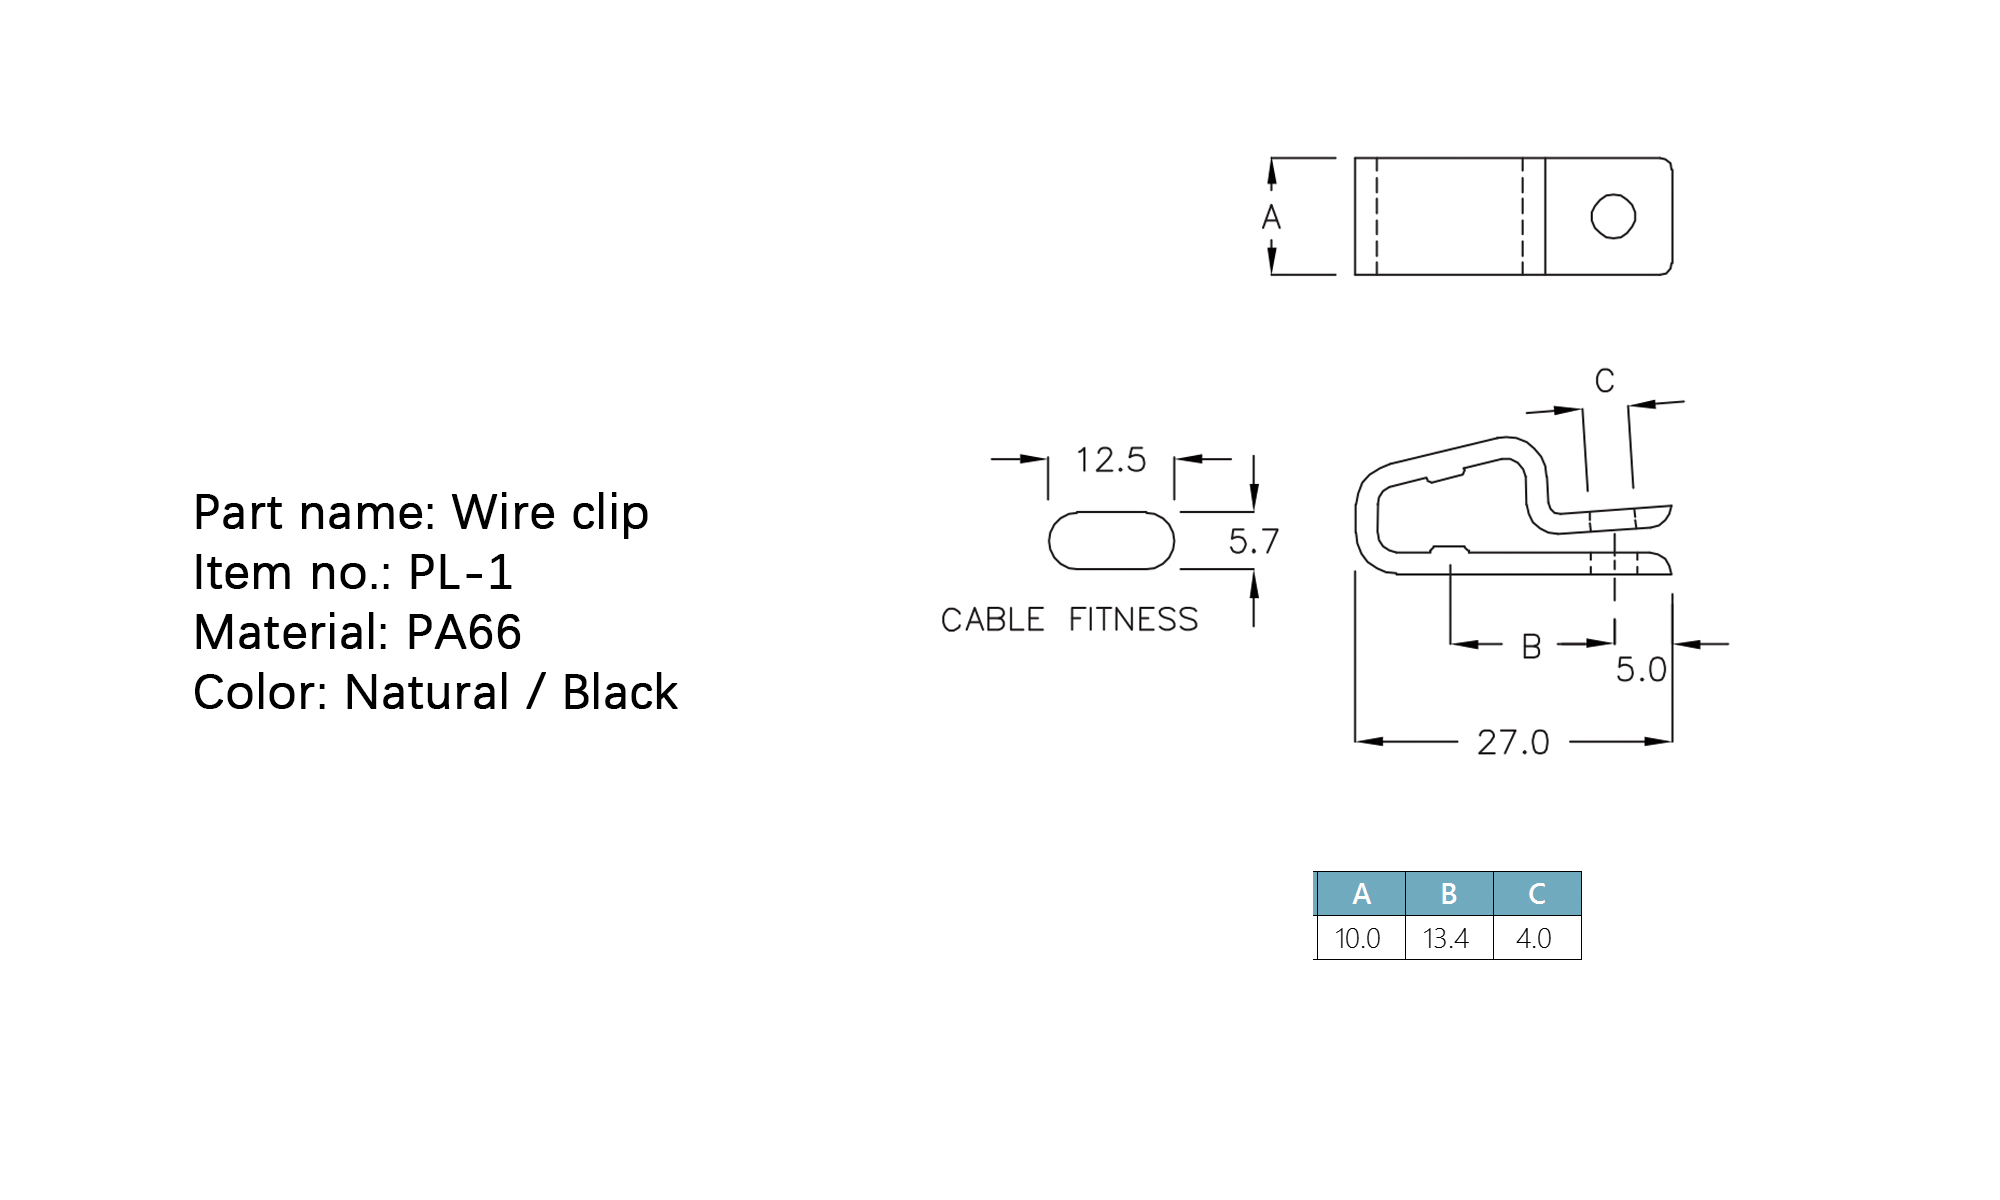 A
C
12.5
5.7
CABLE FITNESS
B
5.0
27.0
Part name: Wire clip
Item no.: PL-1
Material: PA66
Color: Natural / Black
A B C
10.0 13.4 4.0